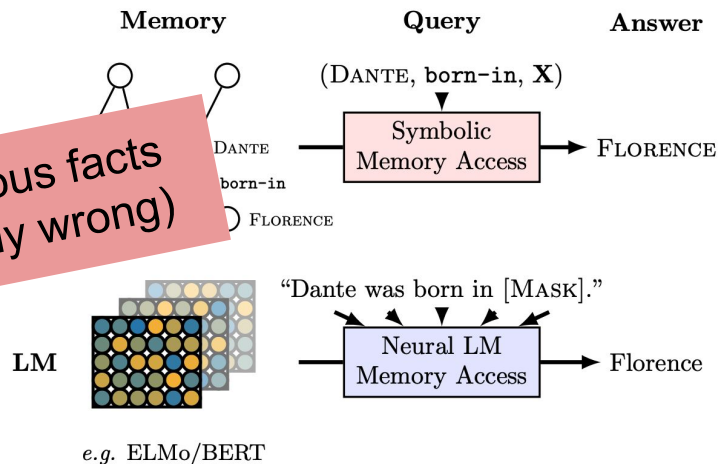 Memory Query Answer
(DANTE, born-in, X)
Symbolic
Memory Access
DANTE
FLORENCE
born-in
FLORENCE
facts
wrong)
“Dante was born in [MASK].”
LM
Neural LM
Memory Access
Florence
e.g. ELMo/BERT